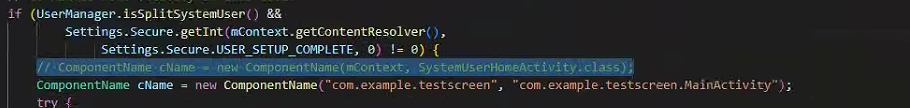 if (UserManager.isSplitSystemUser() &&
Settings.Secure.getInt(mContext.getContentResolver(),
Settings.Secure.USER_SETUP_COMPLETE, 0) != 0) {
// ComponentName cName = new ComponentName(mContext, SystemUserHomeActivity.class);
ComponentName cName = new ComponentName("com.example.testscreen", "com.example.testscreen.MainActivity");
try {